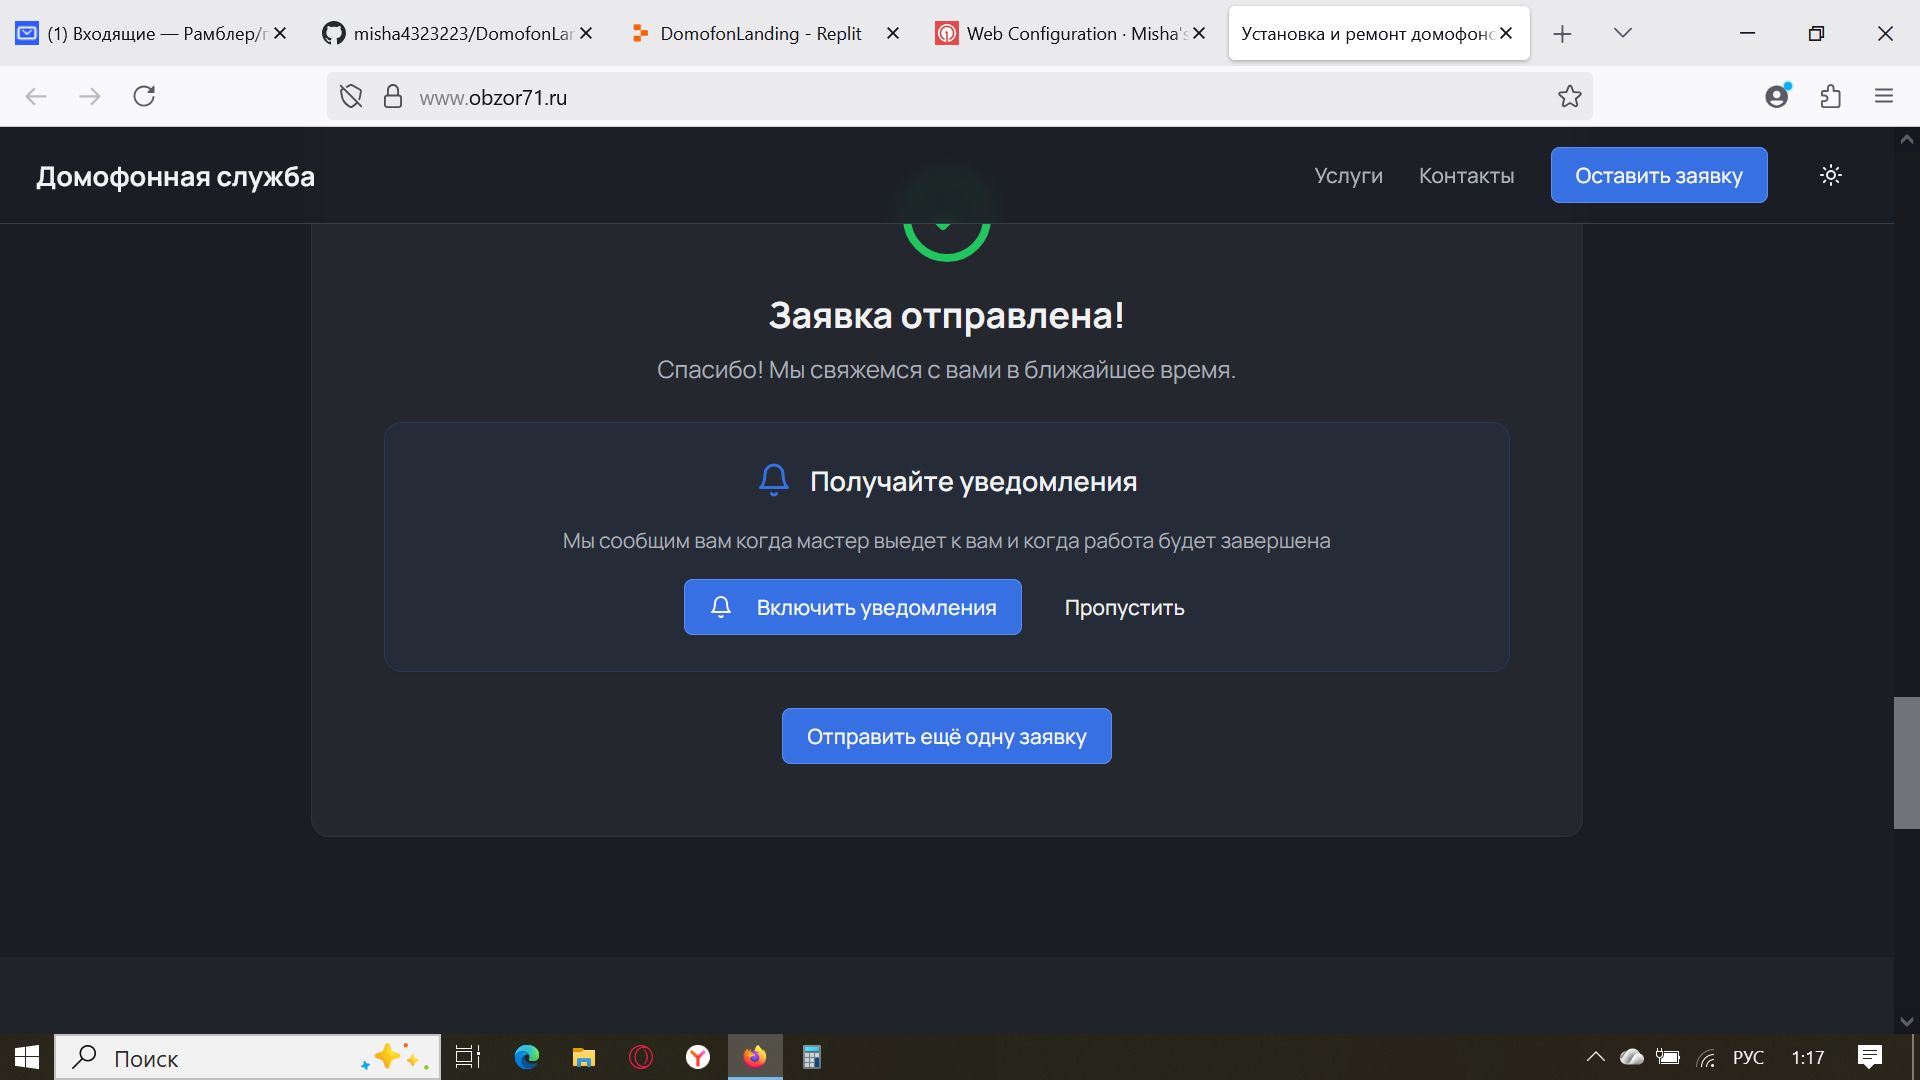 (1) Входящие — Рамблер/п
misha4323223/DomofonLan
DomofonLanding - Replit
Web Configuration · Misha's
Установка и ремонт домофоно
www.obzor71.ru
Домофонная служба
Услуги
Контакты
Оставить заявку
Заявка отправлена!
Спасибо! Мы свяжемся с вами в ближайшее время.
Получайте уведомления
Мы сообщим вам когда мастер выедет к вам и когда работа будет завершена
Включить уведомления
Пропустить
Отправить ещё одну заявку
Поиск
РУС
1:17